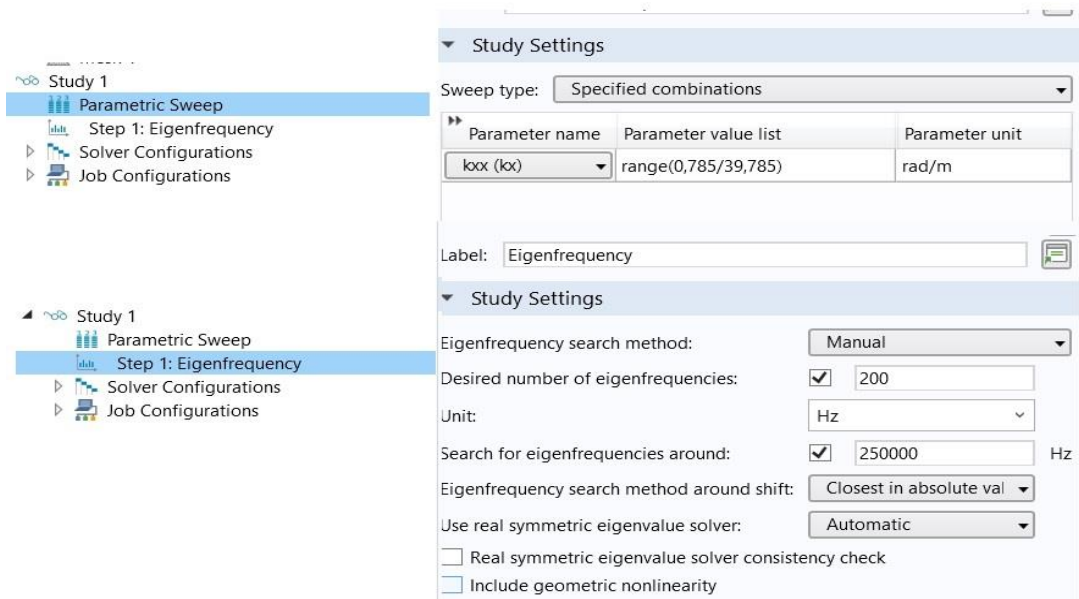 Study Settings
Study 1
Sweep type: Specified combinations
Parametric Sweep
Step 1: Eigenfrequency
Solver Configurations
Job Configurations
Parameter name Parameter value list Parameter unit
kxx (kx) range(0,785/39,785) rad/m
Label: Eigenfrequency
Study Settings
Study 1
Parametric Sweep
Step 1: Eigenfrequency
Solver Configurations
Job Configurations
Eigenfrequency search method: Manual
Desired number of eigenfrequencies: 200
Unit: Hz
Search for eigenfrequencies around: 250000 Hz
Eigenfrequency search method around shift: Closest in absolute val
Use real symmetric eigenvalue solver: Automatic
Real symmetric eigenvalue solver consistency check
Include geometric nonlinearity